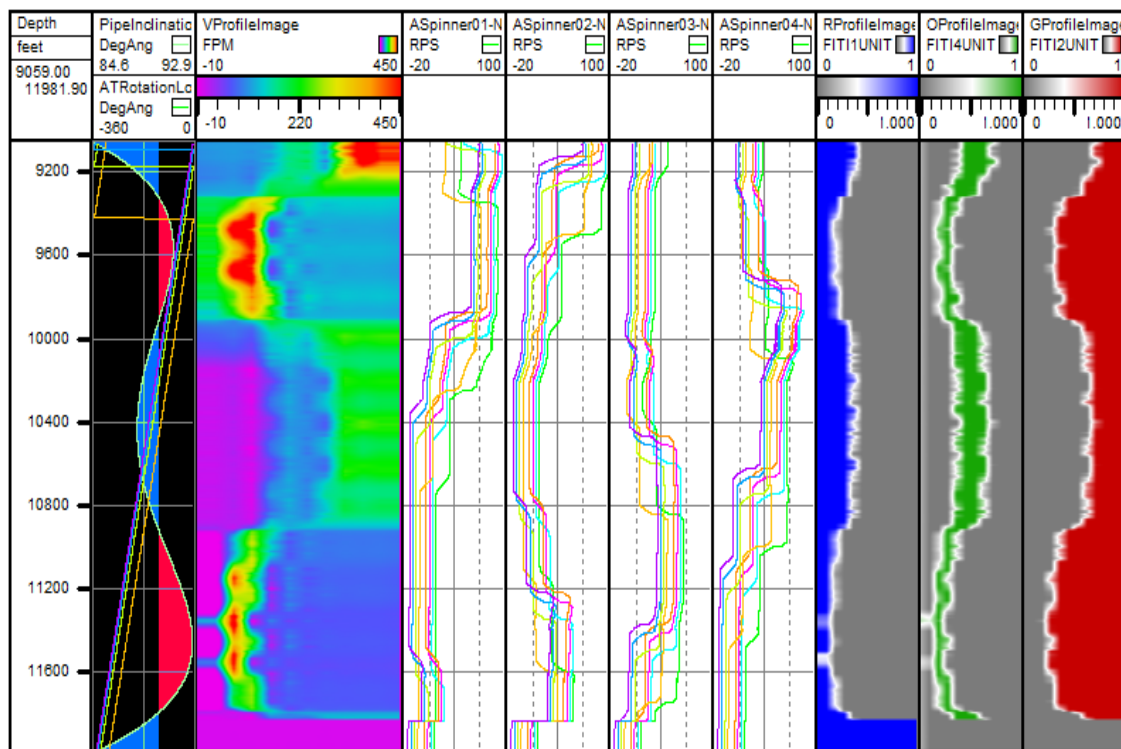 Depth
feet
9059.00
11981.90
PipeInclinatic
DegAng
84.6 92.9
ATRotationLo
DegAng
-360 0
VProfileImage
FPM
-10 450
-10 220 450
ASpinner01-N
RPS
-20 100
ASpinner02-N
RPS
-20 100
ASpinner03-N
RPS
-20 100
ASpinner04-N
RPS
-20 100
RProfileImage
FITI1UNIT
0 1
0 1.000
OProfileImage
FITI4UNIT
0 1
0 1.000
GProfileImage
FITI2UNIT
0 1
0 1.000
9200
9600
10000
10400
10800
11200
11600